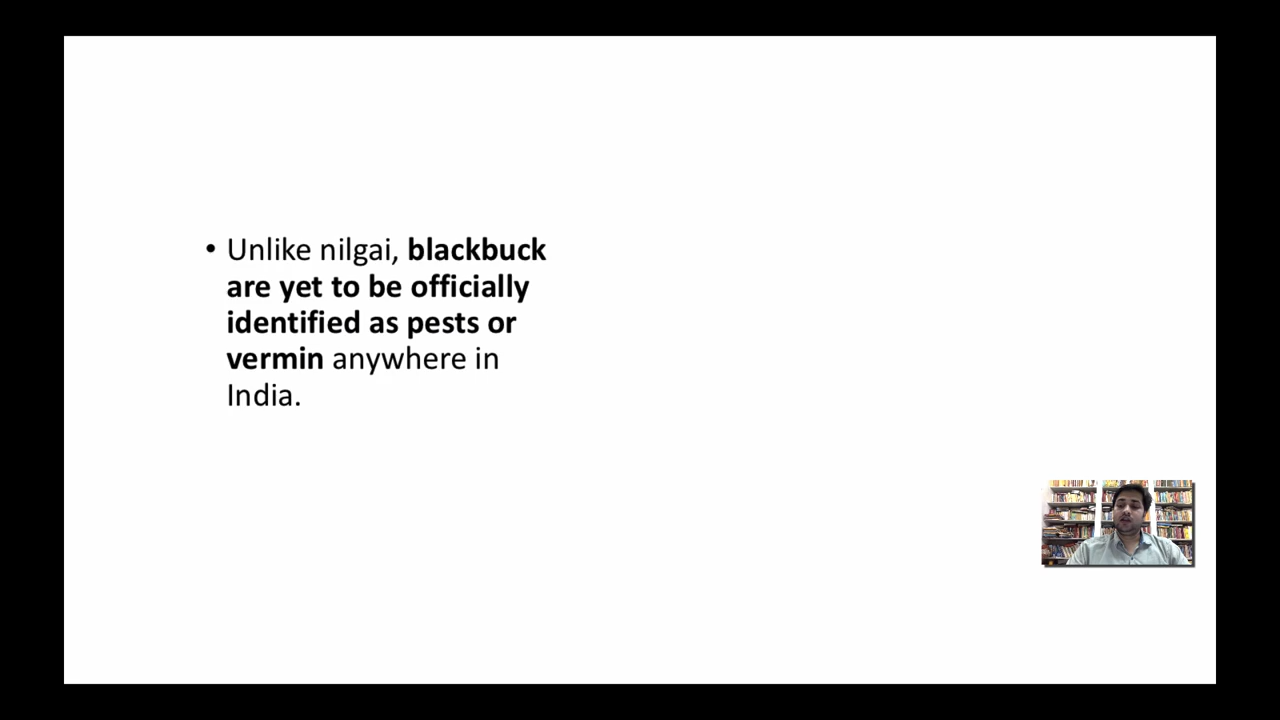 • Unlike nilgai, blackbuck
are yet to be officially
identified as pests or
vermin anywhere in
India.